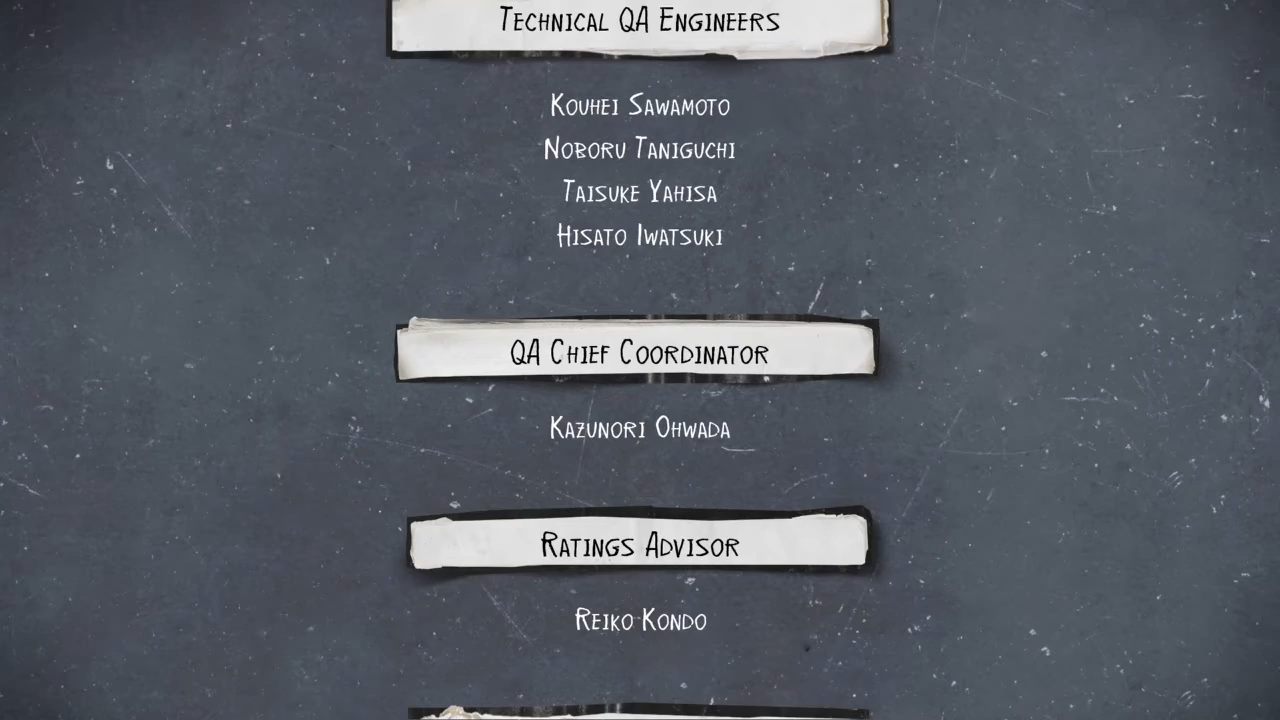 Technical QA Engineers
Kouhei Sawamoto
Noboru Taniguchi
Taisuke Yahisa
Hisato Iwatsuki
QA Chief Coordinator
Kazunori Ohwada
Ratings Advisor
Reiko Kondo